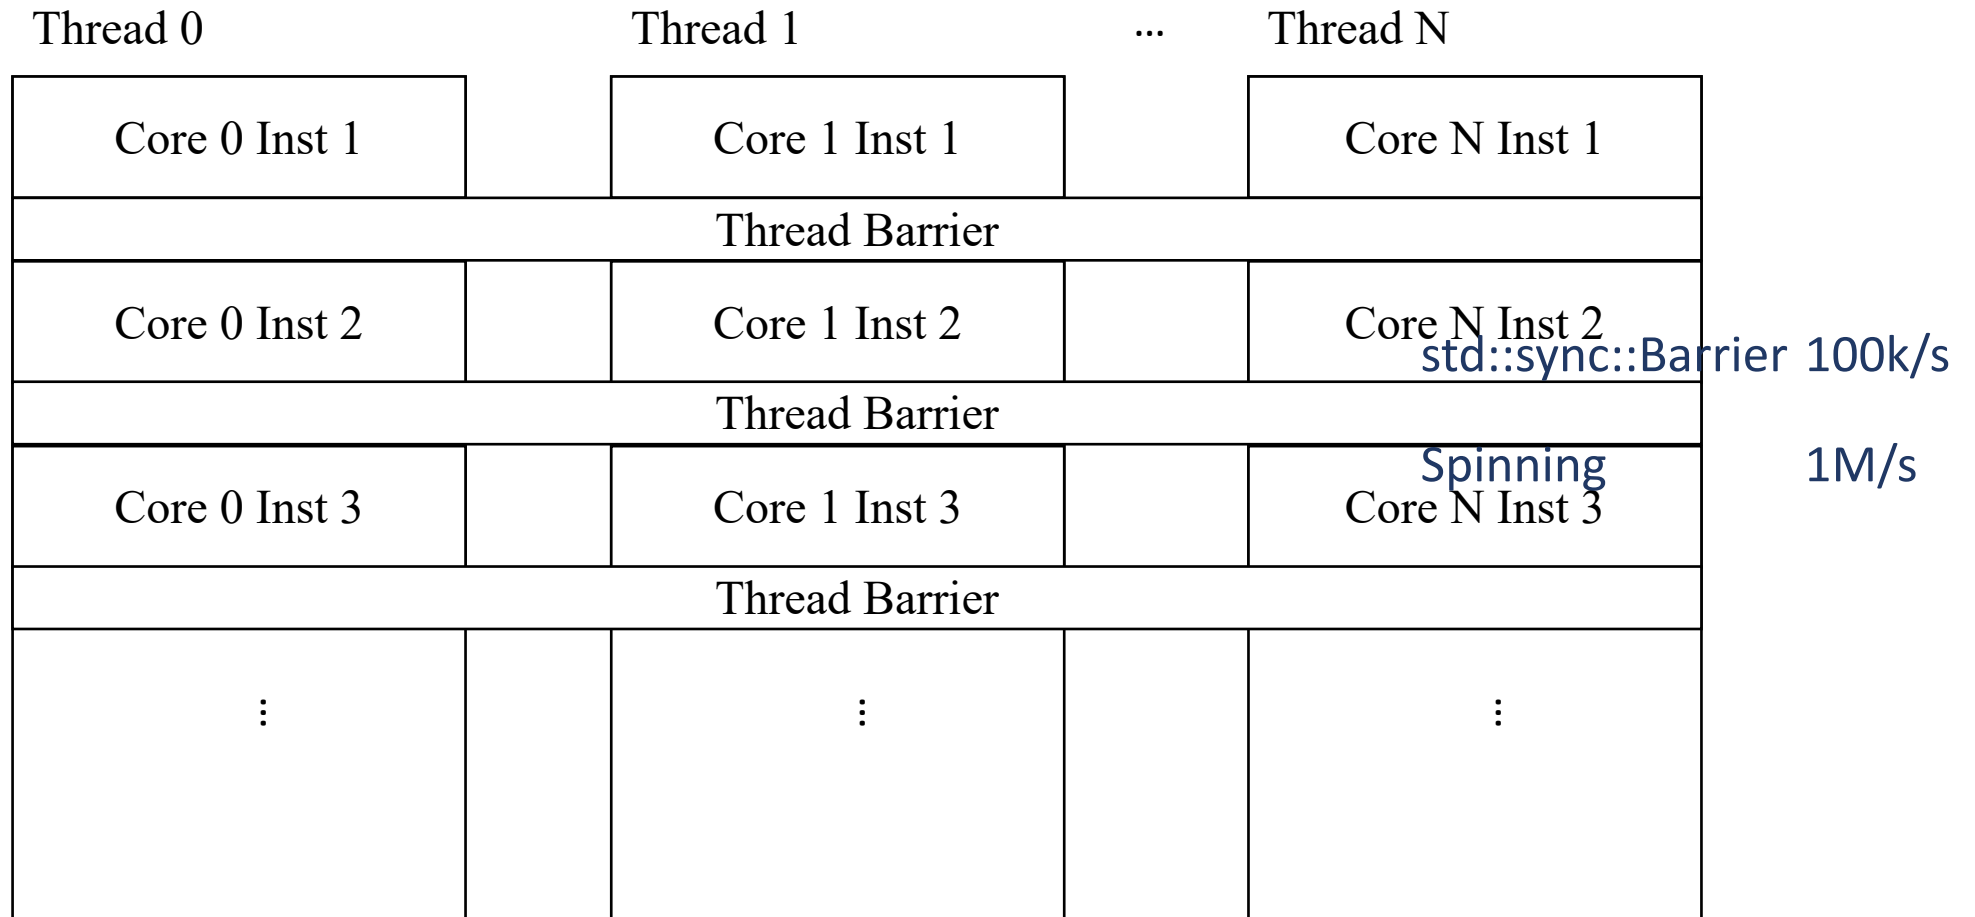 Thread 0 Thread 1 ... Thread N
Core 0 Inst 1 Core 1 Inst 1 Core N Inst 1
Thread Barrier
Core 0 Inst 2 Core 1 Inst 2 Core N Inst 2
std::sync::Barrier 100k/s
Thread Barrier
Spinning 1M/s
Core 0 Inst 3 Core 1 Inst 3 Core N Inst 3
Thread Barrier
⋮ ⋮ ⋮